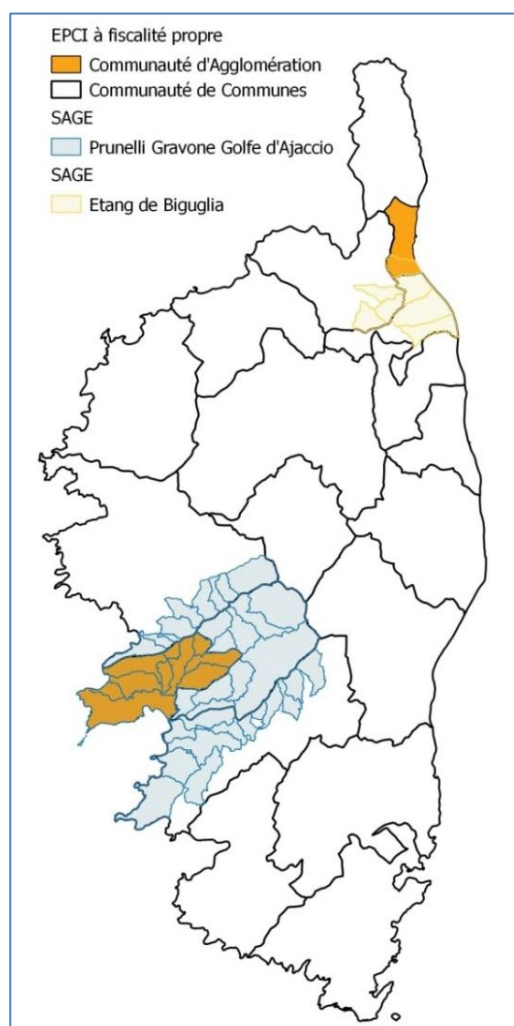 EPCI à fiscalité propre
Communauté d'Agglomération
Communauté de Communes
SAGE
Prunelli Gravone Golfe d'Ajaccio
SAGE
Etang de Biguglia